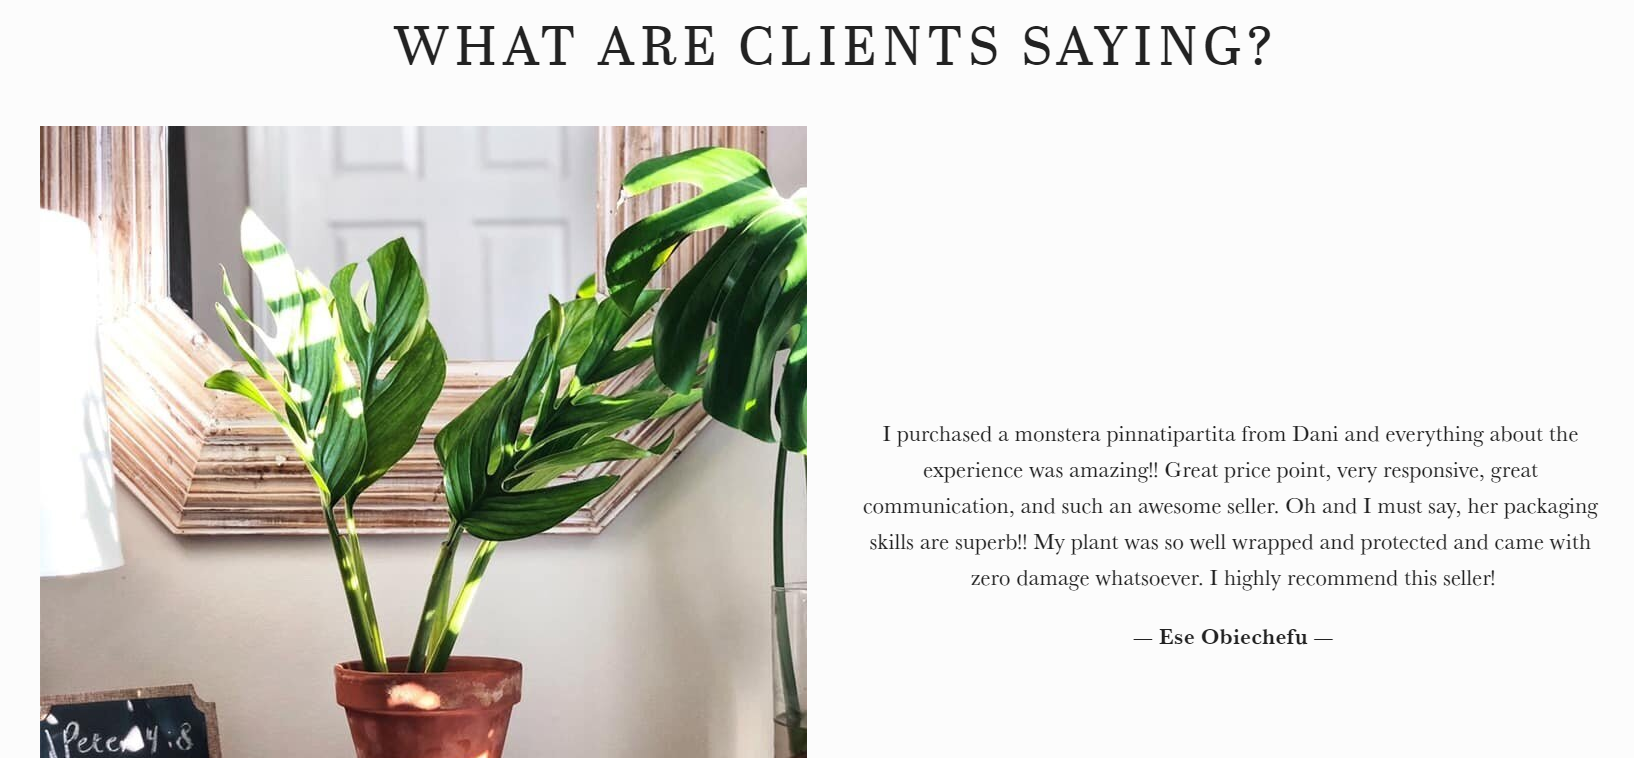 WHAT ARE CLIENTS SAYING?
I purchased a monstera pinnatipartita from Dani and everything about the
experience was amazing!! Great price point, very responsive, great
communication, and such an awesome seller. Oh and I must say, her packaging
skills are superb!! My plant was so well wrapped and protected and came with
zero damage whatsoever. I highly recommend this seller!
— Ese Obiechefu —
Peter 4:8